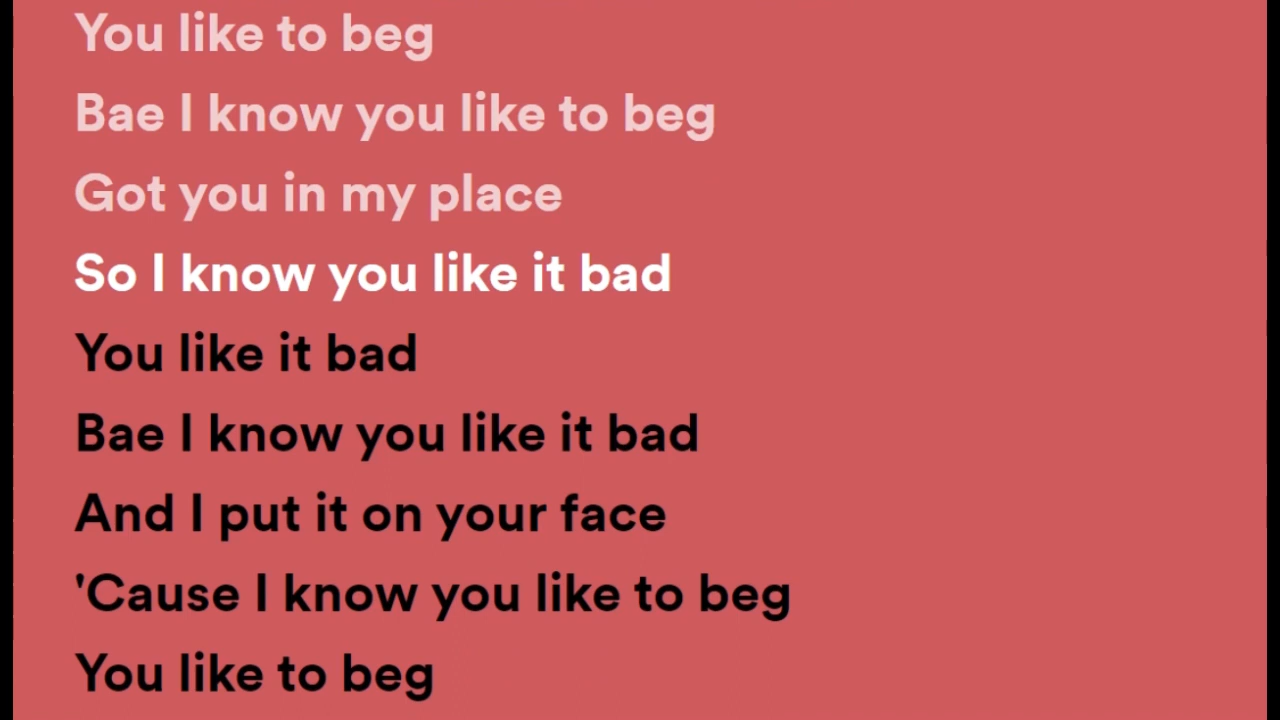 You like to beg
Bae I know you like to beg
Got you in my place
So I know you like it bad
You like it bad
Bae I know you like it bad
And I put it on your face
'Cause I know you like to beg
You like to beg